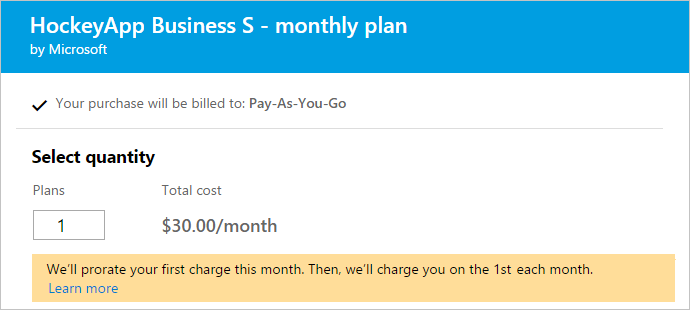 HockeyApp Business S - monthly plan
by Microsoft
Your purchase will be billed to: Pay-As-You-Go
Select quantity
Plans Total cost
1 $30.00/month
We'll prorate your first charge this month. Then, we'll charge you on the 1st each month.
Learn more